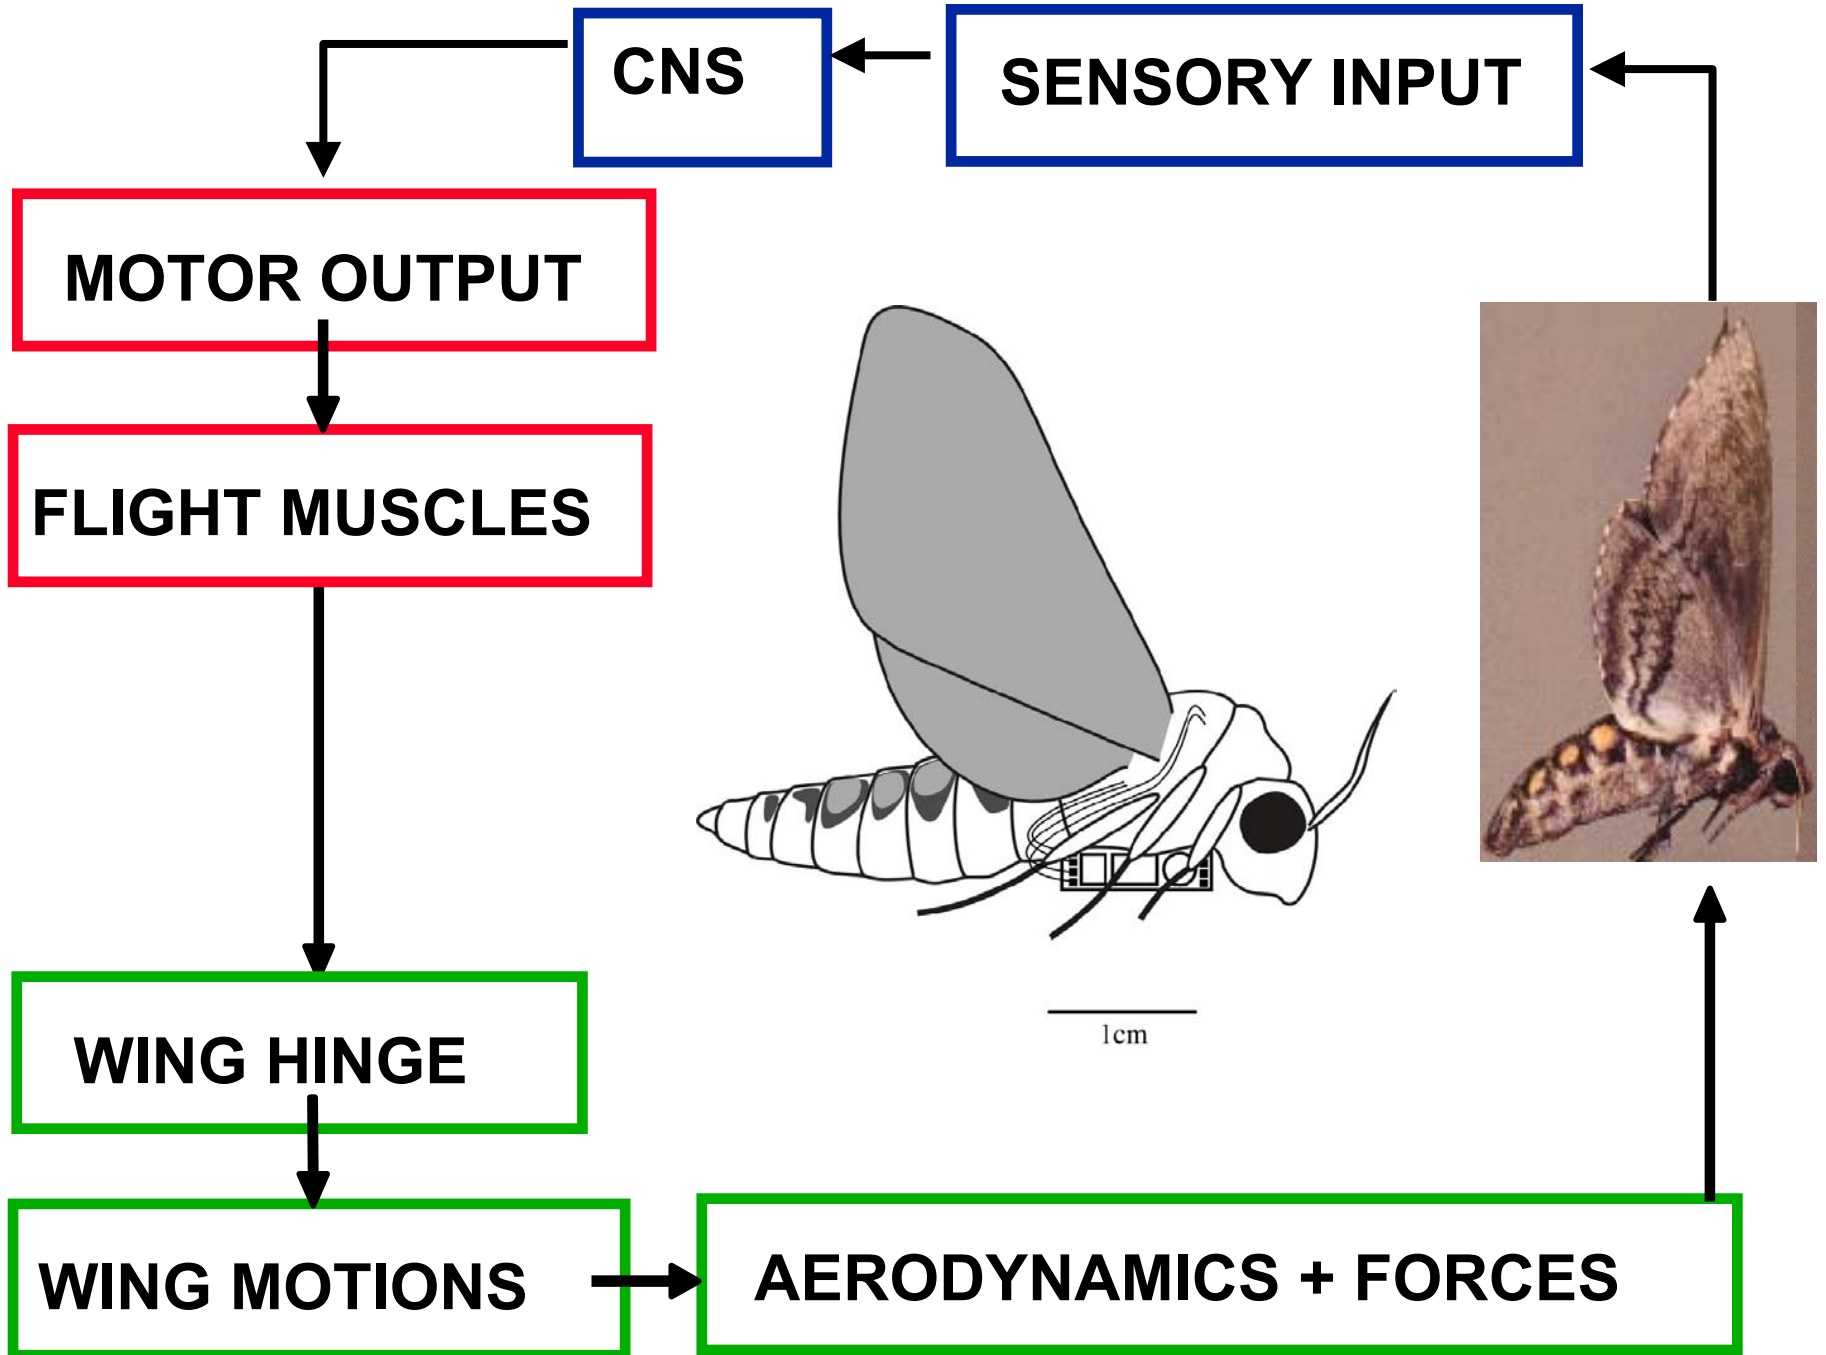 CNS
SENSORY INPUT
MOTOR OUTPUT
FLIGHT MUSCLES
WING HINGE
1cm
WING MOTIONS
AERODYNAMICS + FORCES